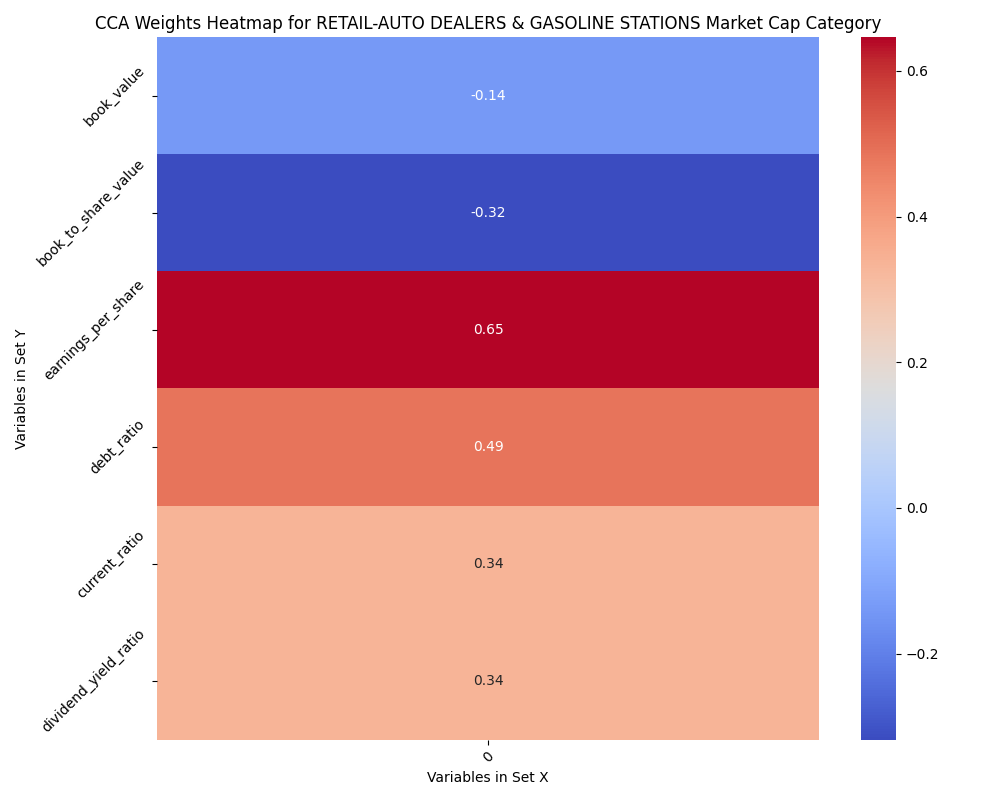 CCA Weights Heatmap for RETAIL-AUTO DEALERS & GASOLINE STATIONS Market Cap Category
Variables in Set Y
book_value
-0.14
book_to_share_value
-0.32
earnings_per_share
0.65
debt_ratio
0.49
current_ratio
0.34
dividend_yield_ratio
0.34
0
Variables in Set X
0.6
0.4
0.2
0.0
−0.2